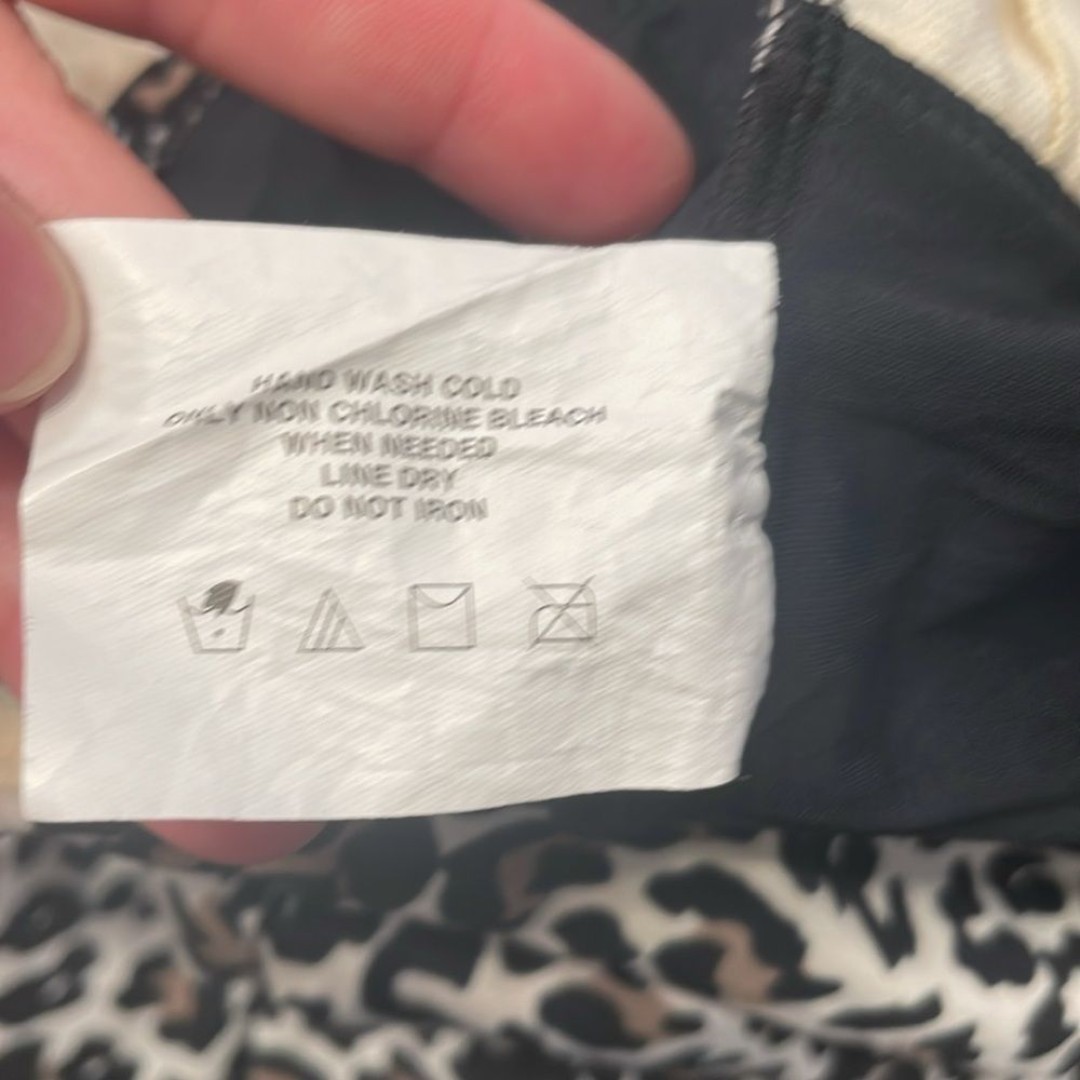 HAND WASH COLD
ONLY NON CHLORINE BLEACH
WHEN NEEDED
LINE DRY
DO NOT IRON